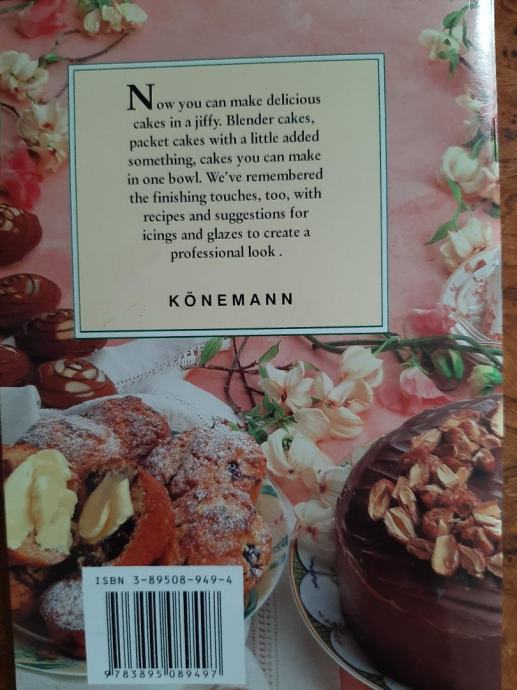 Now you can make delicious
cakes in a jiffy. Blender cakes,
packet cakes with a little added
something, cakes you can make
in one bowl. We've remembered
the finishing touches, too, with
recipes and suggestions for
icings and glazes to create a
professional look .
KÖNEMANN
ISBN 3-89508-949-4
9 783895 089497